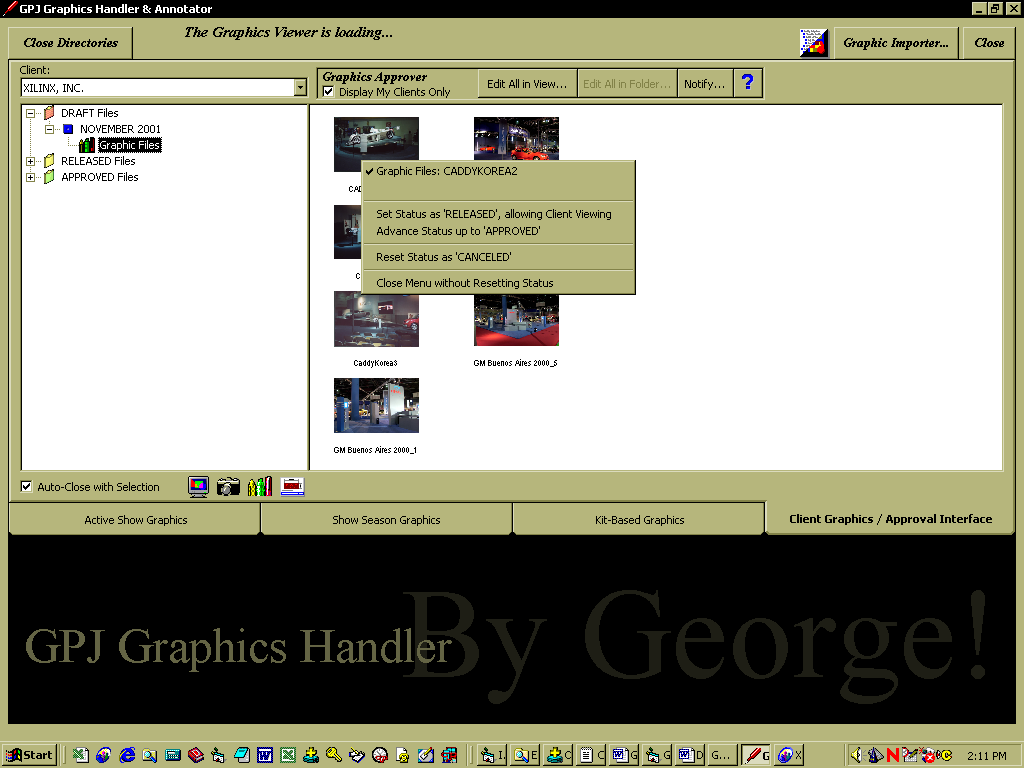 GPJ Graphics Handler & Annotator
Close Directories
The Graphics Viewer is loading...
Graphic Importer...
Close
Client:
XILINX, INC.
Graphics Approver
Display My Clients Only
Edit All in View...
Edit All in Folder...
Notify...
?
DRAFT Files
NOVEMBER 2001
Graphic Files
RELEASED Files
APPROVED Files
Graphic Files: CADDYKOREA2
Set Status as 'RELEASED', allowing Client Viewing
Advance Status up to 'APPROVED'
Reset Status as 'CANCELED'
Close Menu without Resetting Status
CaddyKorea3
GM Buenos Aires 2000_5
GM Buenos Aires 2000_1
Auto-Close with Selection
Active Show Graphics
Show Season Graphics
Kit-Based Graphics
Client Graphics / Approval Interface
GPJ Graphics Handler
By George!
Start
2:11 PM